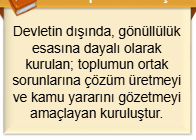 Devletin dışında, gönüllülük
esasına dayalı olarak
kurulan; toplumun ortak
sorunlarına çözüm üretmeyi
ve kamu yararını gözetmeyi
amaçlayan kuruluştur.